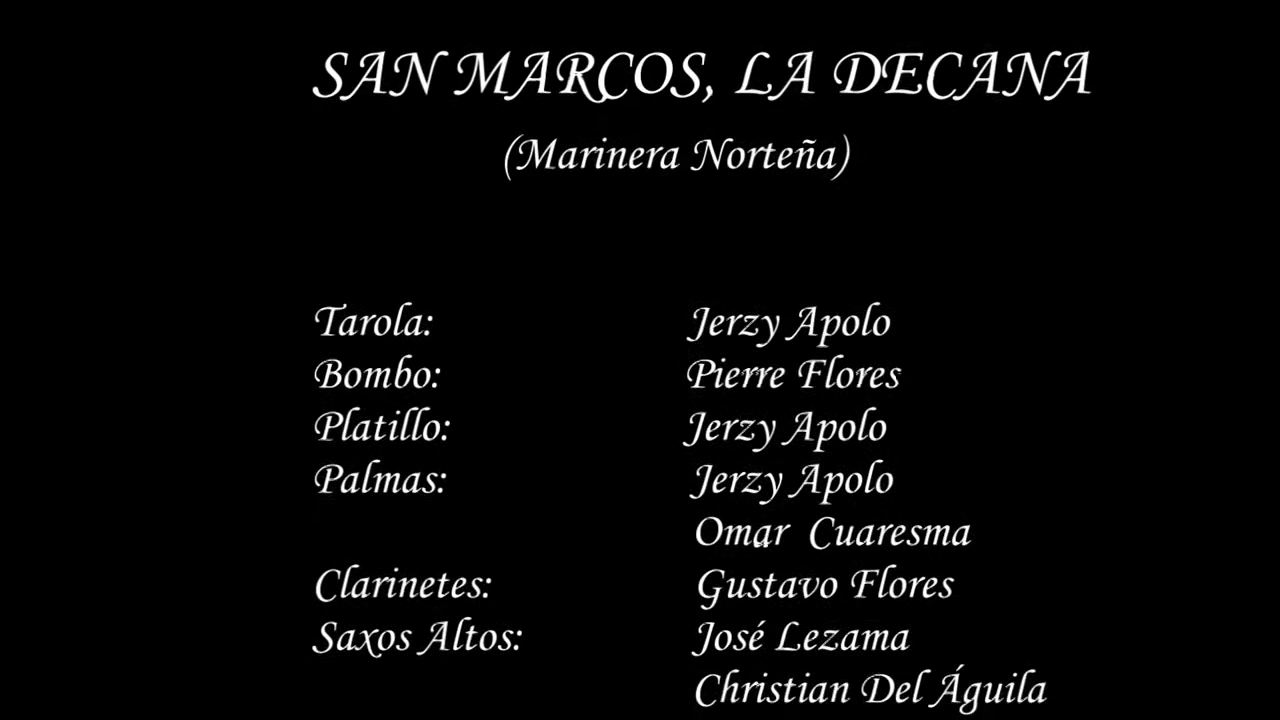 SAN MARCOS, LA DECANA
(Marinera Norteña)
Tarola: Jerzy Apolo
Bombo: Pierre Flores
Platillo: Jerzy Apolo
Palmas: Jerzy Apolo
Omar Cuaresma
Clarinetes: Gustavo Flores
Saxos Altos: José Lezama
Christian Del Águila